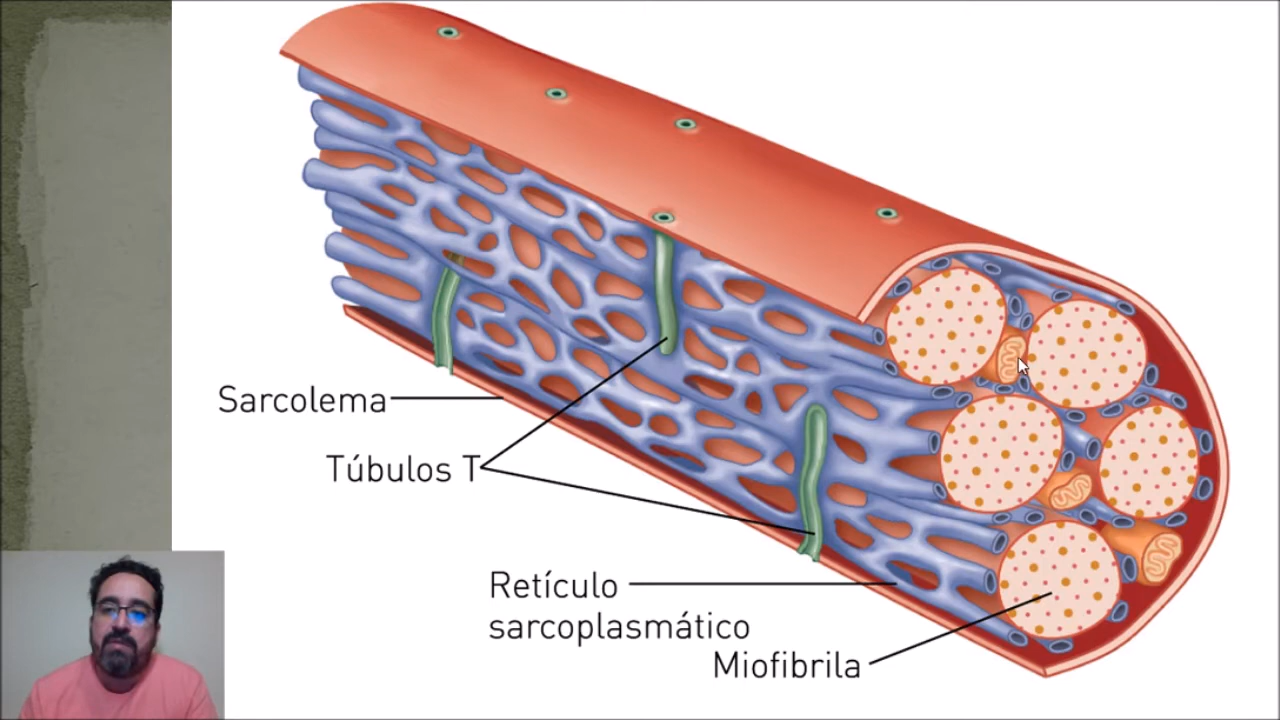 Sarcolema
Túbulos T
Retículo
sarcoplasmático
Miofibrila